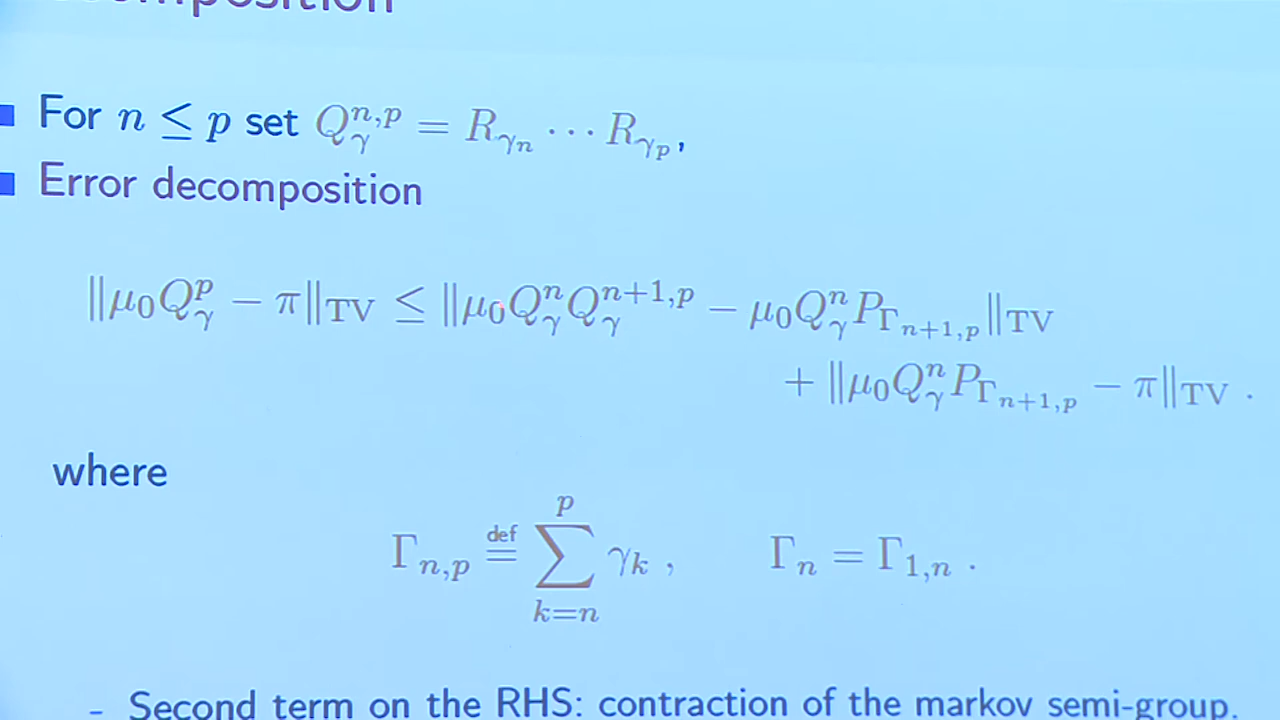 For n ≤ p set Q_γ^{n,p} = R_{γ_n} ⋯ R_{γ_p},
Error decomposition
‖μ_0 Q_γ^p − π‖_TV ≤ ‖μ_0 Q_γ^n Q_γ^{n+1,p} − μ_0 Q_γ^n P_{Γ_{n+1,p}}‖_TV
+ ‖μ_0 Q_γ^n P_{Γ_{n+1,p}} − π‖_TV .
where
Γ_{n,p} \overset{def}{=} ∑_{k=n}^{p} γ_k , Γ_n = Γ_{1,n} .
- Second term on the RHS: contraction of the markov semi-group.